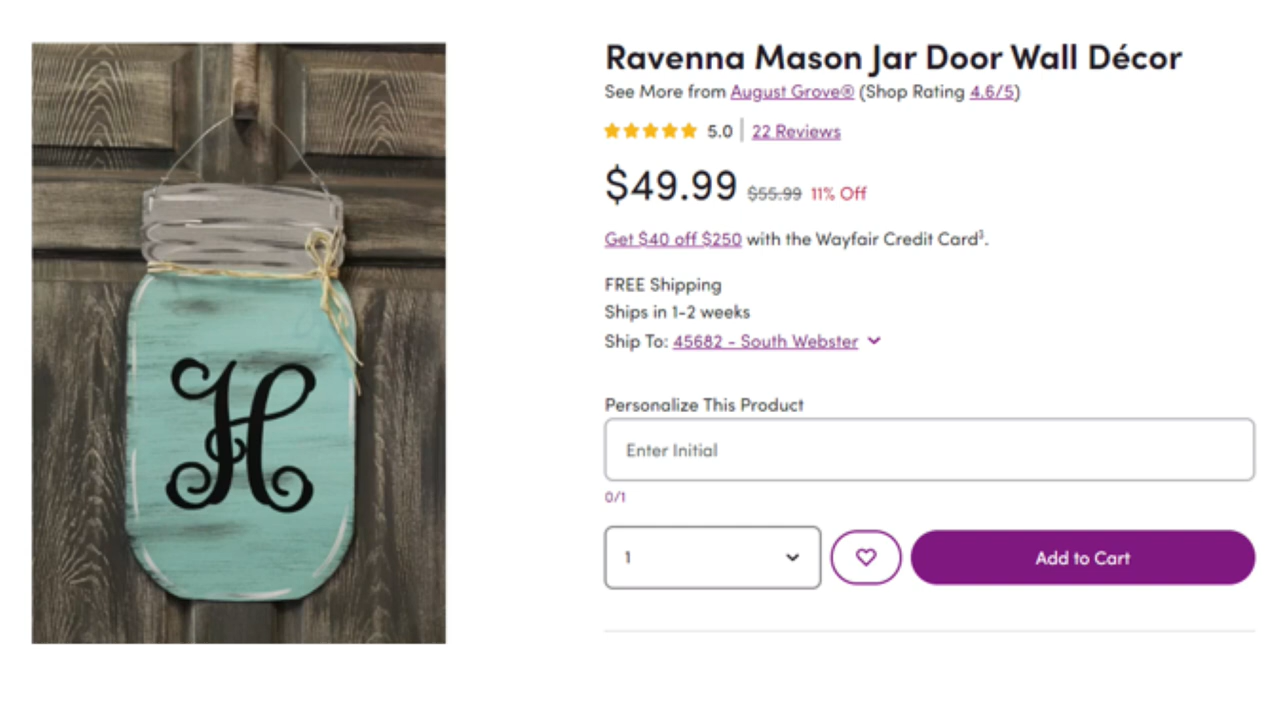 Ravenna Mason Jar Door Wall Décor
See More from August Grove® (Shop Rating 4.6/5)
5.0 | 22 Reviews
$49.99 $55.99 11% Off
Get $40 off $250 with the Wayfair Credit Card³.
FREE Shipping
Ships in 1-2 weeks
Ship To: 45682 - South Webster
Personalize This Product
Enter Initial
0/1
1
Add to Cart
H